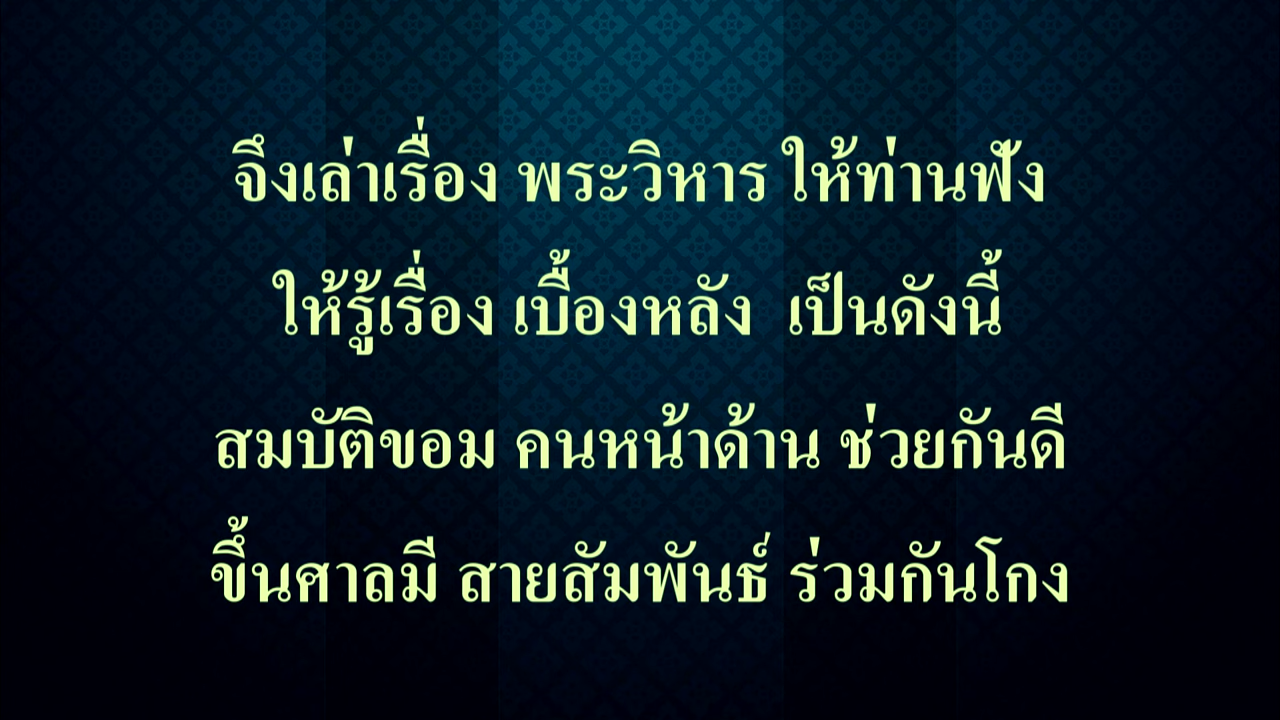 จึงเล่าเรื่อง พระวิหาร ให้ท่านฟัง
ให้รู้เรื่อง เบื้องหลัง เป็นดังนี้
สมบัติขอม คนหน้าด้าน ช่วยกันดี
ขึ้นศาลมี สายสัมพันธ์ ร่วมกันโกง